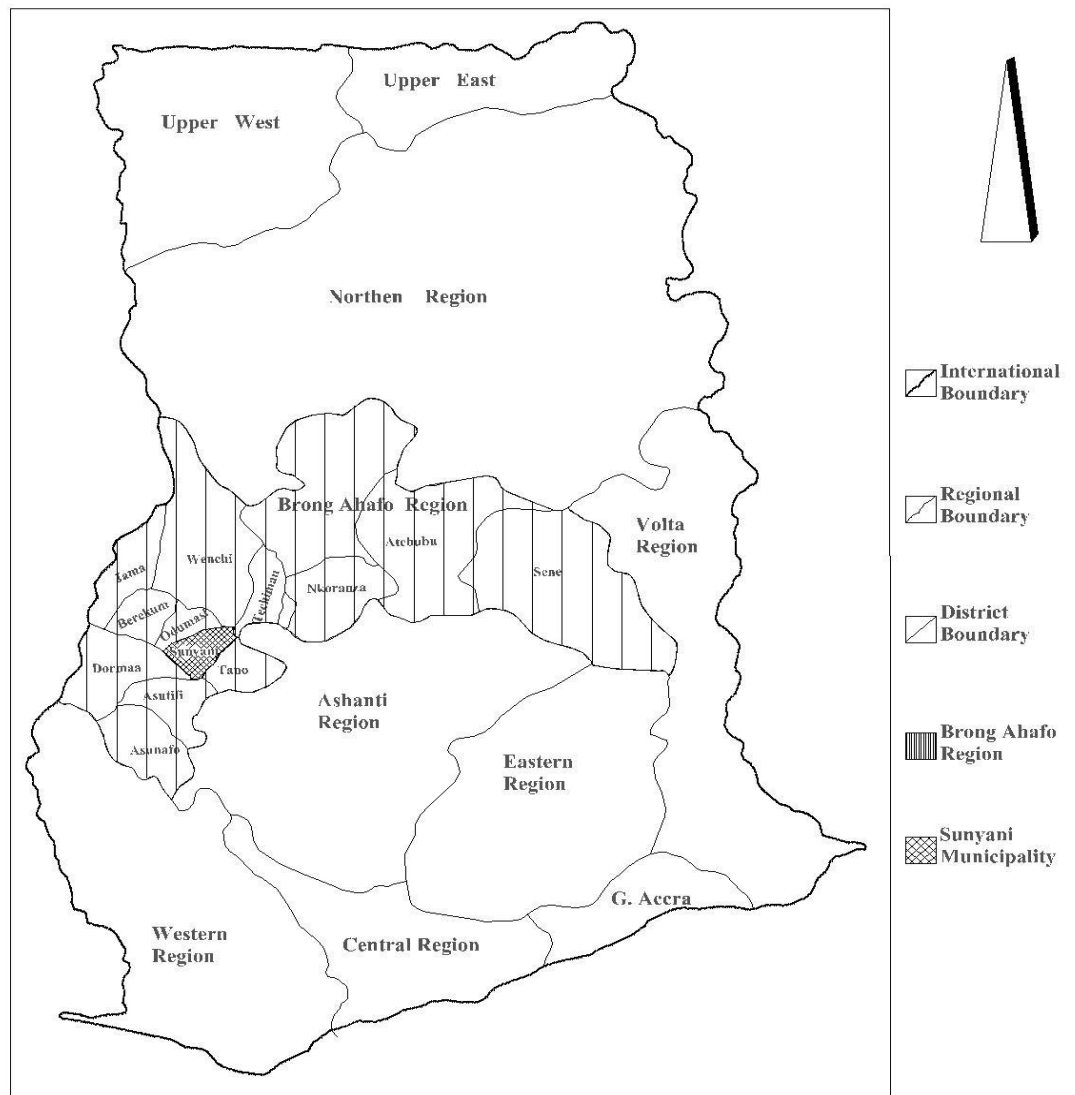 Upper East
Upper West
Northen Region
Brong Ahafo Region
Volta
Region
Atebubu
Wenchi
Sene
Jama
Techiman
Nkoranza
Berekum
Odumasi
Sunyani
Dormaa
Tano
Asutifi
Ashanti
Region
Asunafo
Eastern
Region
G. Accra
Western
Region
Central Region
International
Boundary
Regional
Boundary
District
Boundary
Brong Ahafo
Region
Sunyani
Municipality